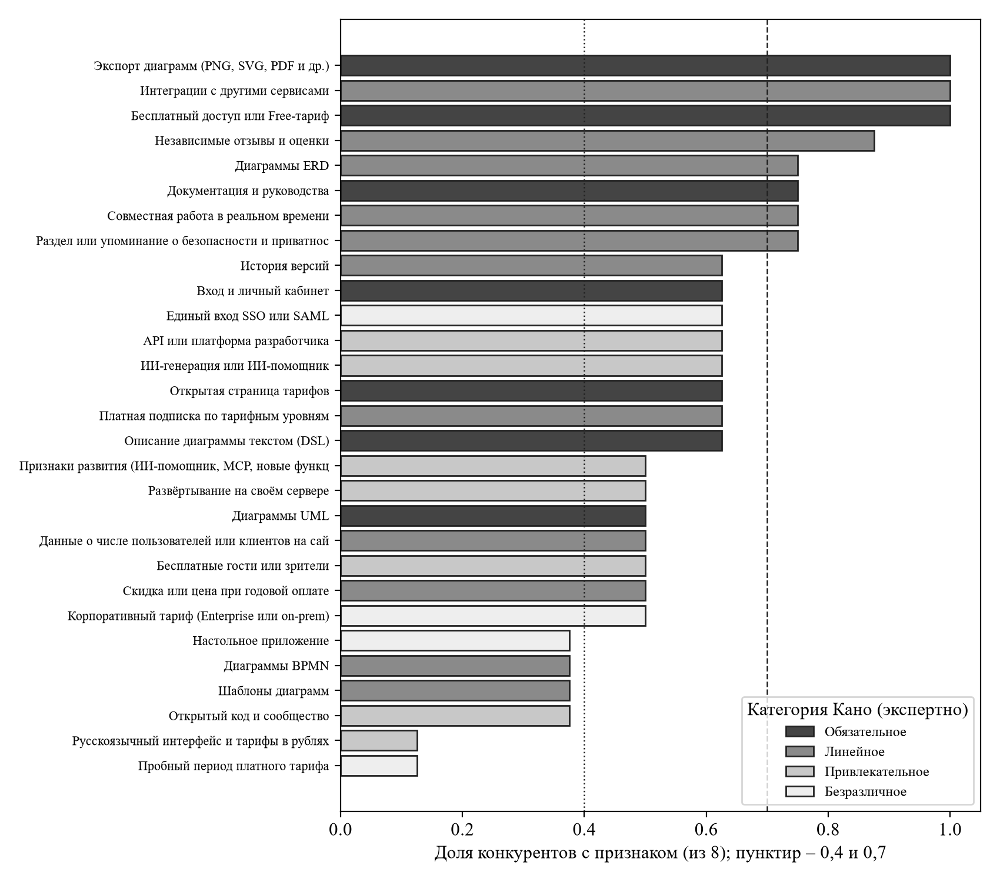 Экспорт диаграмм (PNG, SVG, PDF и др.)
Интеграции с другими сервисами
Бесплатный доступ или Free-тариф
Независимые отзывы и оценки
Диаграммы ERD
Документация и руководства
Совместная работа в реальном времени
Раздел или упоминание о безопасности и приватнос
История версий
Вход и личный кабинет
Единый вход SSO или SAML
API или платформа разработчика
ИИ-генерация или ИИ-помощник
Открытая страница тарифов
Платная подписка по тарифным уровням
Описание диаграммы текстом (DSL)
Признаки развития (ИИ-помощник, MCP, новые функц
Развёртывание на своём сервере
Диаграммы UML
Данные о числе пользователей или клиентов на сай
Бесплатные гости или зрители
Скидка или цена при годовой оплате
Корпоративный тариф (Enterprise или on-prem)
Настольное приложение
Диаграммы BPMN
Шаблоны диаграмм
Открытый код и сообщество
Русскоязычный интерфейс и тарифы в рублях
Пробный период платного тарифа
Категория Кано (экспертно)
Обязательное
Линейное
Привлекательное
Безразличное
0.0 0.2 0.4 0.6 0.8 1.0
Доля конкурентов с признаком (из 8); пунктир – 0,4 и 0,7